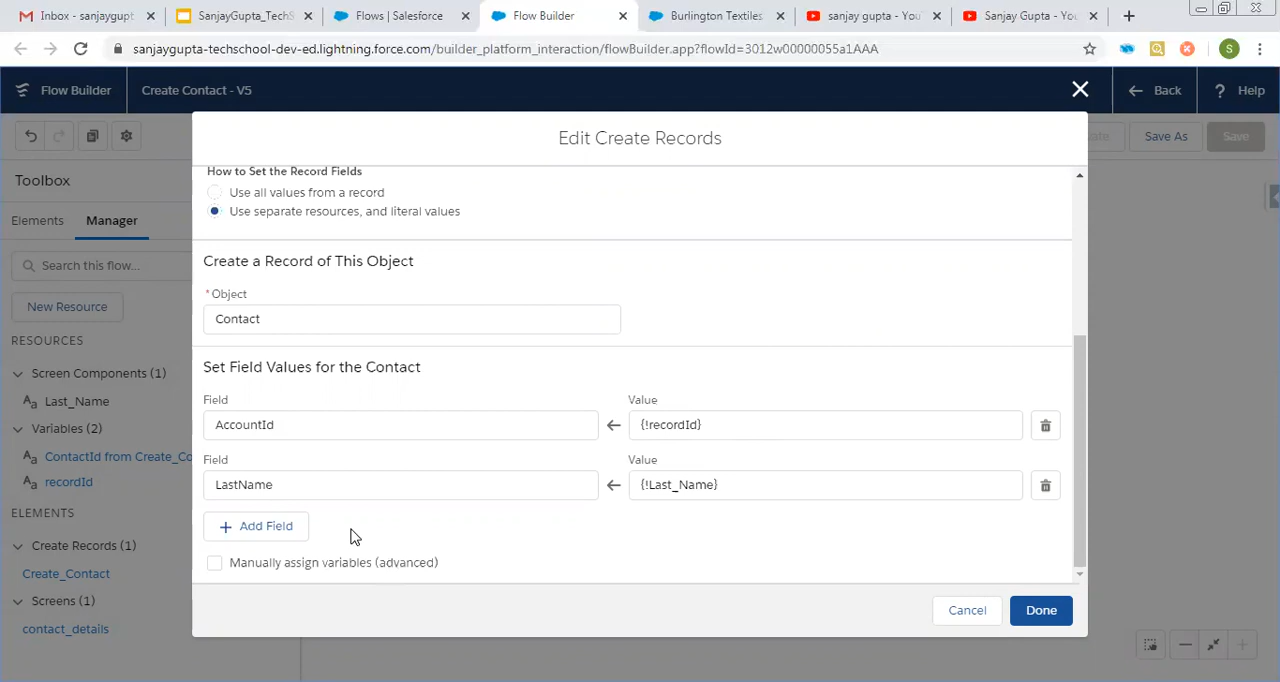 Inbox - sanjaygupt
SanjayGupta_TechS
Flows | Salesforce
Flow Builder
Burlington Textiles
sanjay gupta - You
Sanjay Gupta - You
sanjaygupta-techschool-dev-ed.lightning.force.com/builder_platform_interaction/flowBuilder.app?flowId=3012w00000055a1AAA
S
Flow Builder
Create Contact - V5
Back
? Help
Edit Create Records
Save As
Save
Toolbox
How to Set the Record Fields
Use all values from a record
Use separate resources, and literal values
Elements
Manager
Search this flow...
New Resource
RESOURCES
Screen Components (1)
Aa Last_Name
Variables (2)
Aa ContactId from Create_Co
Aa recordId
ELEMENTS
Create Records (1)
Create_Contact
Screens (1)
contact_details
Create a Record of This Object
* Object
Contact
Set Field Values for the Contact
Field
Value
AccountId
{!recordId}
Field
Value
LastName
{!Last_Name}
+ Add Field
Manually assign variables (advanced)
Cancel
Done